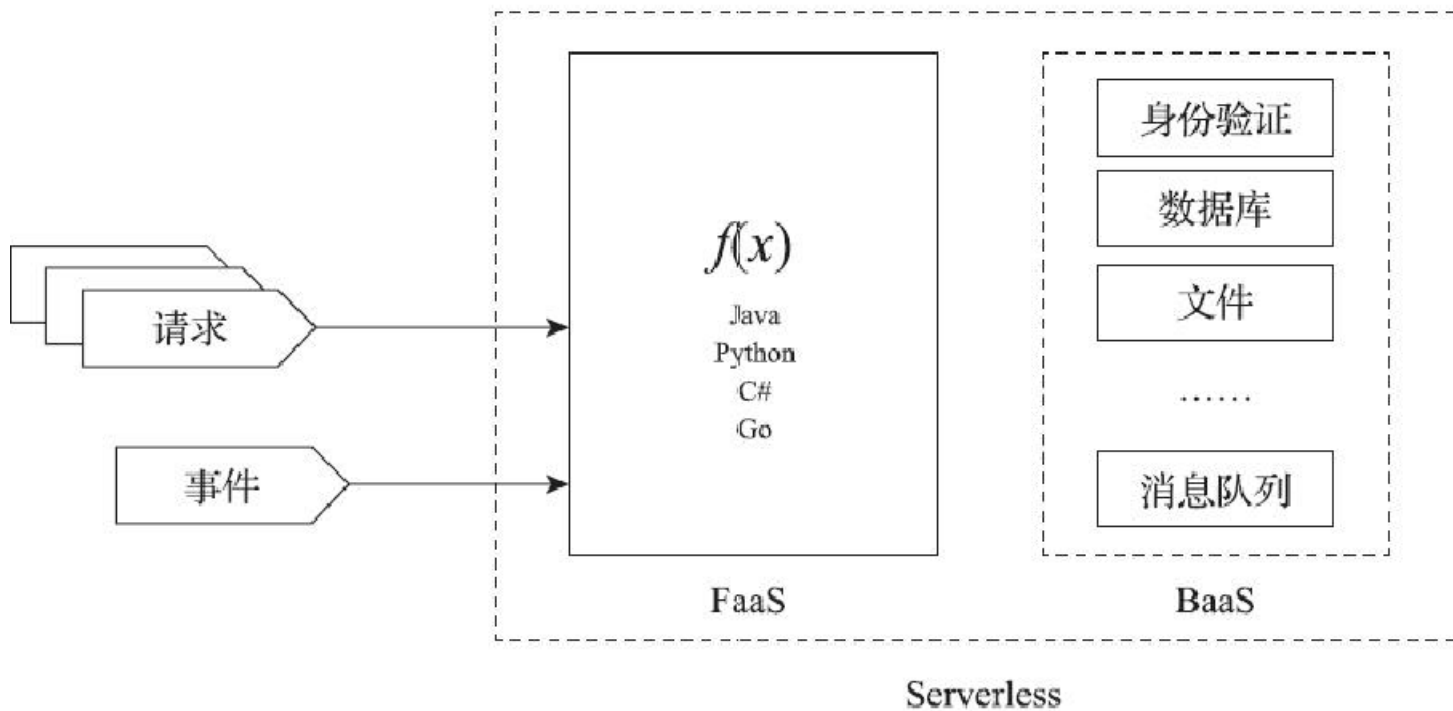 请求
事件
f(x)
Java
Python
C#
Go
FaaS
身份验证
数据库
文件
……
消息队列
BaaS
Serverless